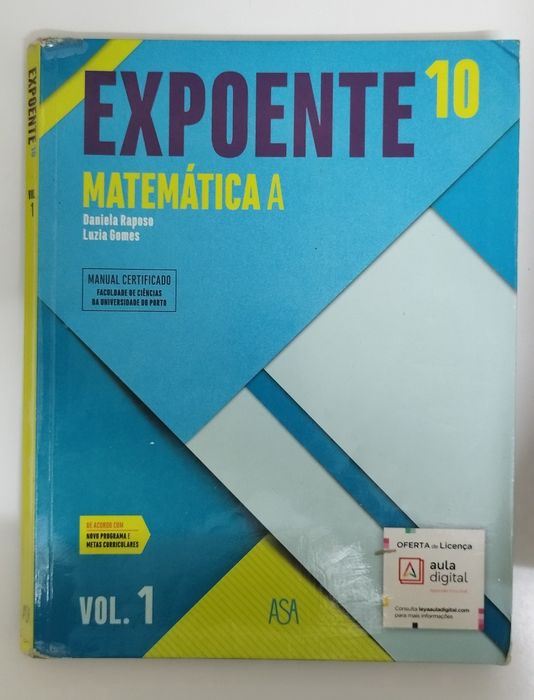 EXPOENTE 10
MATEMÁTICA A
Daniela Raposo
Luzia Gomes
MANUAL CERTIFICADO
FACULDADE DE CIÊNCIAS
DA UNIVERSIDADE DO PORTO
DE ACORDO COM
NOVO PROGRAMA E
METAS CURRICULARES
VOL. 1
ASA
OFERTA de Licença
aula
digital
Consulta leyaauladigital.com
para mais informações
EXPOENTE 10
VOL. 1